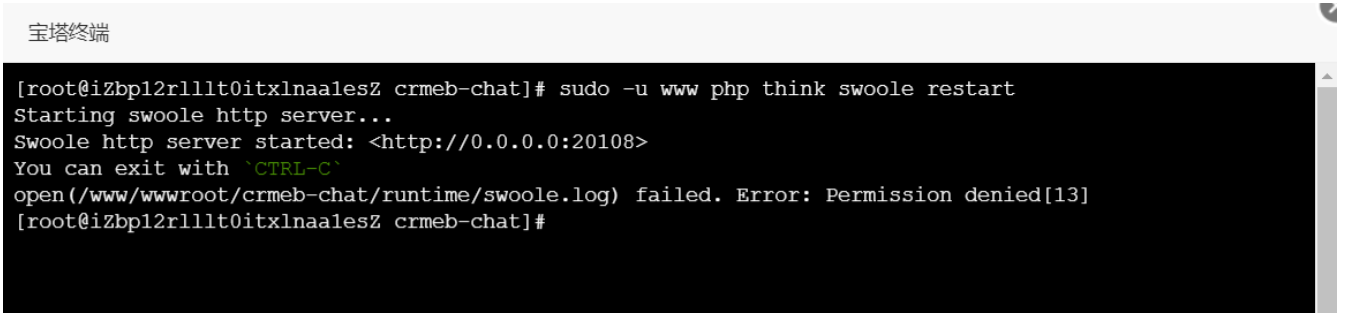 宝塔终端
[root@iZbp12rlllt0itxlnaa1esZ crmeb-chat]# sudo -u www php think swoole restart
Starting swoole http server...
Swoole http server started: <http://0.0.0.0:20108>
You can exit with `CTRL-C`
open(/www/wwwroot/crmeb-chat/runtime/swoole.log) failed. Error: Permission denied[13]
[root@iZbp12rlllt0itxlnaa1esZ crmeb-chat]#